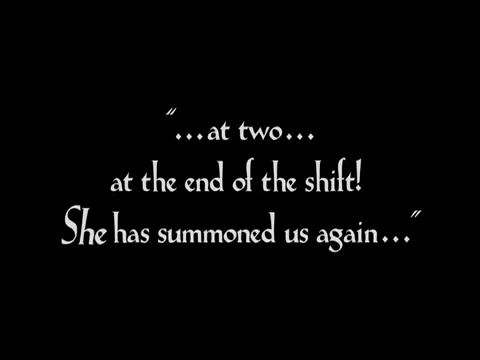 “...at two...
at the end of the shift!
She has summoned us again...”